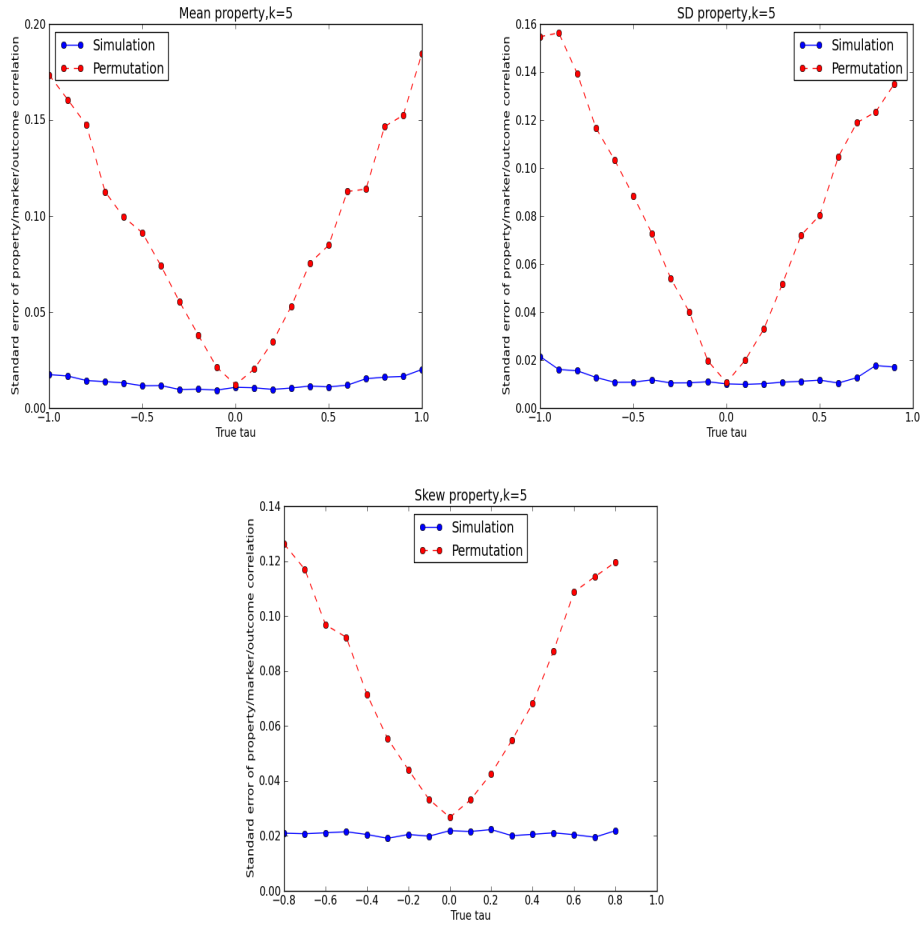 Mean property,k=5
Standard error of property/marker/outcome correlation
0.20
0.15
0.10
0.05
0.00
Simulation
Permutation
−1.0 −0.5 0.0 0.5 1.0
True tau
SD property,k=5
Standard error of property/marker/outcome correlation
0.16
0.14
0.12
0.10
0.08
0.06
0.04
0.02
0.00
Simulation
Permutation
−1.0 −0.5 0.0 0.5 1.0
True tau
Skew property,k=5
Standard error of property/marker/outcome correlation
0.14
0.12
0.10
0.08
0.06
0.04
0.02
0.00
Simulation
Permutation
−0.8 −0.6 −0.4 −0.2 0.0 0.2 0.4 0.6 0.8 1.0
True tau